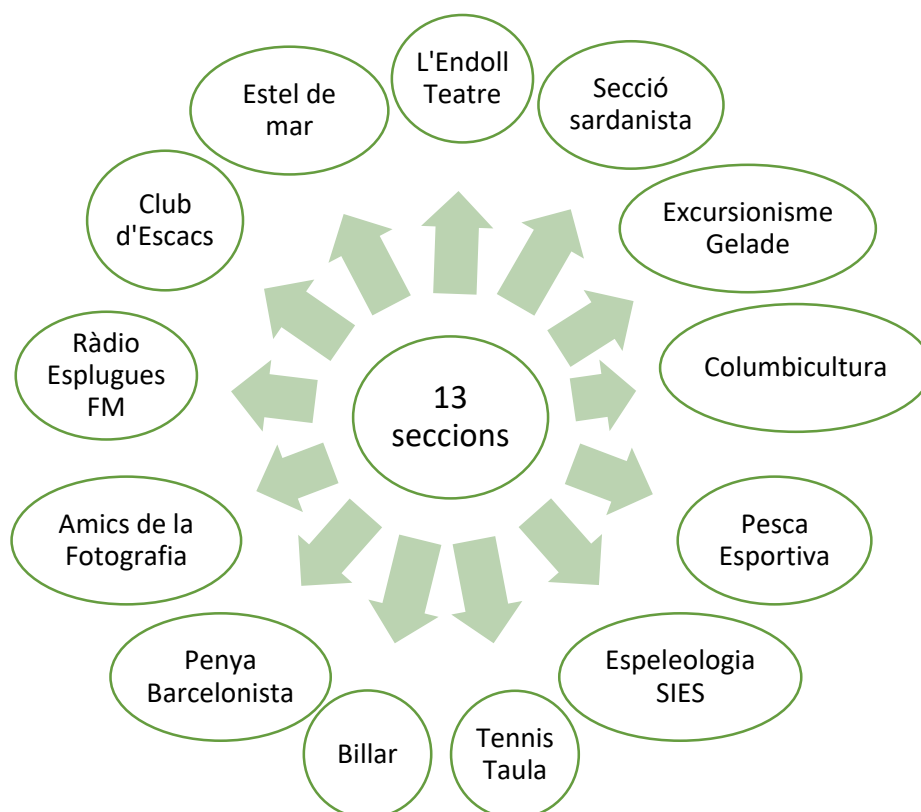 L'Endoll
Teatre
Secció
sardanista
Excursionisme
Gelade
Columbicultura
Pesca
Esportiva
Espeleologia
SIES
Tennis
Taula
Billar
Penya
Barcelonista
Amics de la
Fotografia
Ràdio
Esplugues
FM
Club
d'Escacs
Estel de
mar
13
seccions